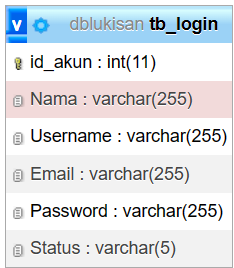 v dblukisan tb_login
id_akun : int(11)
Nama : varchar(255)
Username : varchar(255)
Email : varchar(255)
Password : varchar(255)
Status : varchar(5)